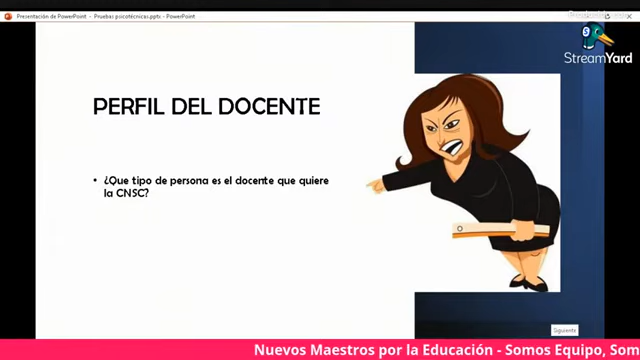 Presentación de PowerPoint - Pruebas psicotécnicas.pptx - PowerPoint
StreamYard
PERFIL DEL DOCENTE
• ¿Que tipo de persona es el docente que quiere
la CNSC?
Siguiente
Nuevos Maestros por la Educación - Somos Equipo, Som